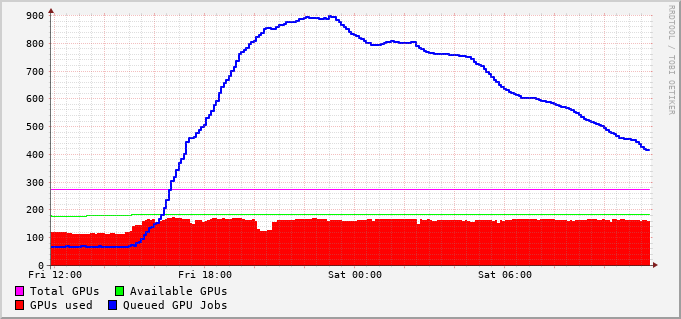 900
800
700
600
500
400
300
200
100
0
Fri 12:00 Fri 18:00 Sat 00:00 Sat 06:00
Total GPUs Available GPUs
GPUs used Queued GPU Jobs
RRDTOOL / TOBI OETIKER